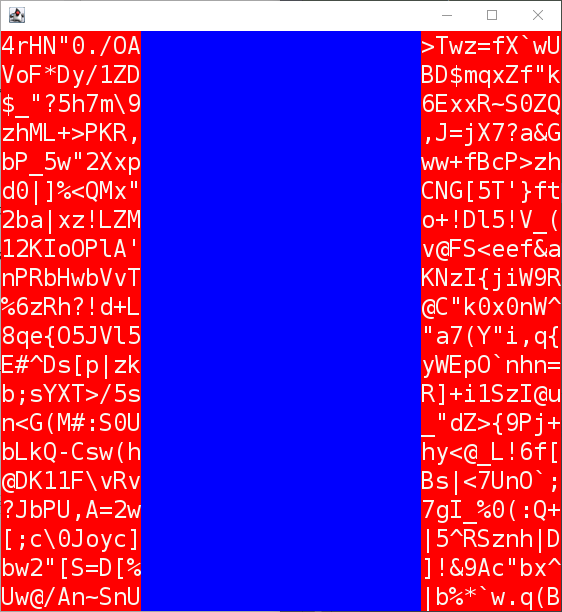 4rHN"0./OA >Twz=fX`wU
VoF*Dy/1ZD BD$mqxZf"k
$_"?5h7m\9 6ExxR~S0ZQ
zhML+>PKR, ,J=jX7?a&G
bP_5w"2Xxp ww+fBcP>zh
d0|]%<QMx" CNG[5T'}ft
2ba|xz!LZM o+!Dl5!V_(
12KIoOPlA' v@FS<eef&a
nPRbHwbVvT KNzI{jiW9R
%6zRh?!d+L @C"k0x0nW^
8qe{O5JVl5 "a7(Y"i,q{
E#^Ds[p|zk yWEpO`nhn=
b;sYXT>/5s R]+i1SzI@u
n<G(M#:S0U _"dZ>{9Pj+
bLkQ-Csw(h hy<@_L!6f[
@DK11F\vRv Bs|<7UnO`;
?JbPU,A=2w 7gI_%0(:Q+
[;c\0Joyc] |5^RSznh|D
bw2"[S=D[% ]!&9Ac"bx^
Uw@/An~SnU |b%*`w.q(B